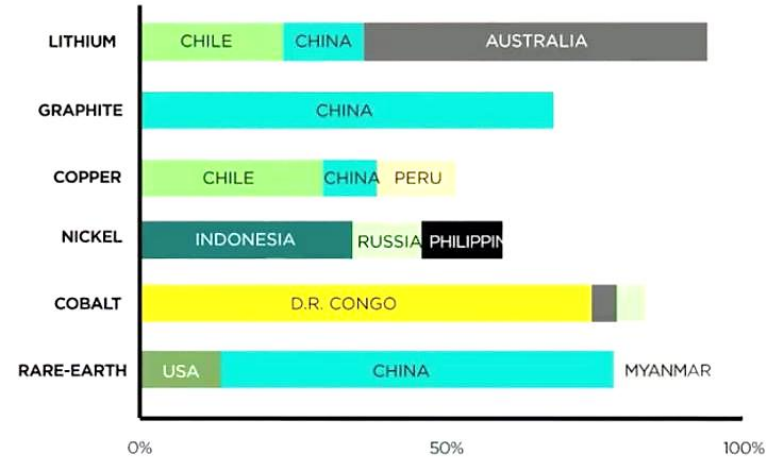 LITHIUM CHILE CHINA AUSTRALIA
GRAPHITE CHINA
COPPER CHILE CHINA PERU
NICKEL INDONESIA RUSSIA PHILIPPIN
COBALT D.R. CONGO
RARE-EARTH USA CHINA MYANMAR
0% 50% 100%